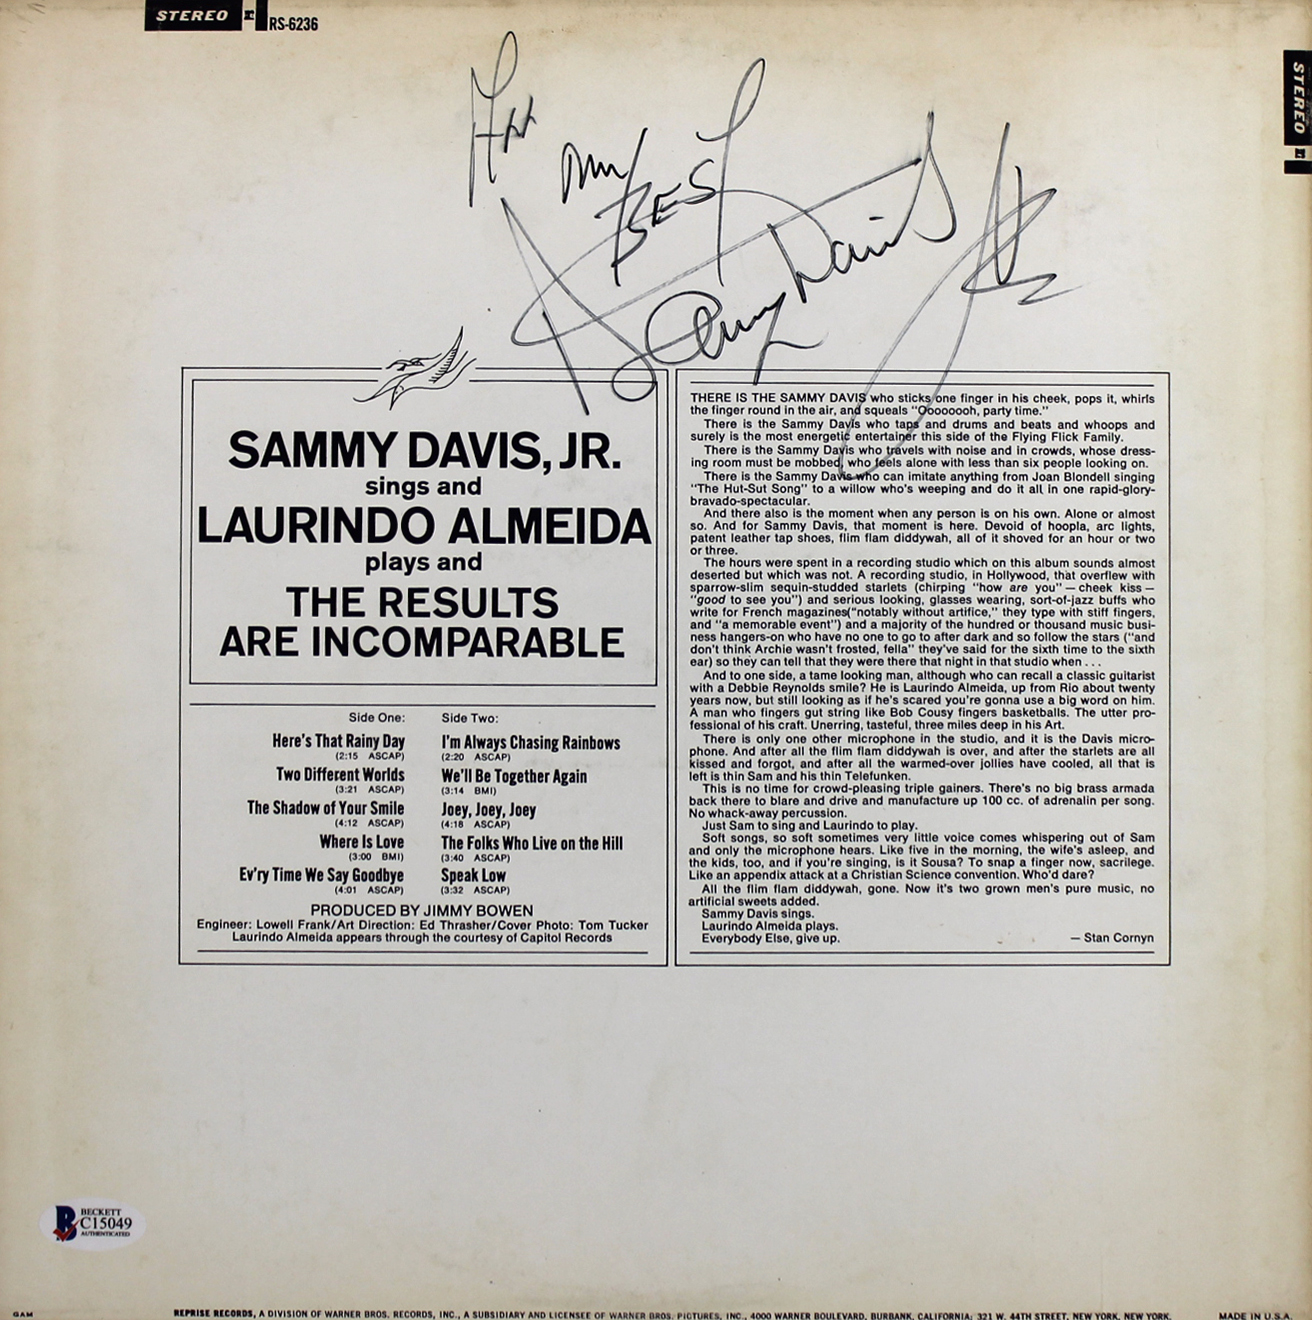 STEREO r RS-6236
STEREO r
All
my
BEST
Sammy Davis Jr
SAMMY DAVIS, JR.
sings and
LAURINDO ALMEIDA
plays and
THE RESULTS
ARE INCOMPARABLE
Side One:
Here's That Rainy Day
(2:15 ASCAP)
Two Different Worlds
(3:21 ASCAP)
The Shadow of Your Smile
(4:12 ASCAP)
Where Is Love
(3:00 BMI)
Ev'ry Time We Say Goodbye
(4:01 ASCAP)
Side Two:
I'm Always Chasing Rainbows
(2:20 ASCAP)
We'll Be Together Again
(3:14 BMI)
Joey, Joey, Joey
(4:18 ASCAP)
The Folks Who Live on the Hill
(3:40 ASCAP)
Speak Low
(3:32 ASCAP)
PRODUCED BY JIMMY BOWEN
Engineer: Lowell Frank/Art Direction: Ed Thrasher/Cover Photo: Tom Tucker
Laurindo Almeida appears through the courtesy of Capitol Records
THERE IS THE SAMMY DAVIS who sticks one finger in his cheek, pops it, whirls
the finger round in the air, and squeals "Ooooooooh, party time."
There is the Sammy Davis who taps and drums and beats and whoops and
surely is the most energetic entertainer this side of the Flying Flick Family.
There is the Sammy Davis who travels with noise and in crowds, whose dress-
ing room must be mobbed, who feels alone with less than six people looking on.
There is the Sammy Davis who can imitate anything from Joan Blondell singing
"The Hut-Sut Song" to a willow who's weeping and do it all in one rapid-glory-
bravado-spectacular.
And there also is the moment when any person is on his own. Alone or almost
so. And for Sammy Davis, that moment is here. Devoid of hoopla, arc lights,
patent leather tap shoes, flim flam diddywah, all of it shoved for an hour or two
or three.
The hours were spent in a recording studio which on this album sounds almost
deserted but which was not. A recording studio, in Hollywood, that overflew with
sparrow-slim sequin-studded starlets (chirping "how are you" — cheek kiss —
"good to see you") and serious looking, glasses wearing, sort-of-jazz buffs who
write for French magazines("notably without artifice," they type with stiff fingers,
and "a memorable event") and a majority of the hundred or thousand music busi-
ness hangers-on who have no one to go to after dark and so follow the stars ("and
don't think Archie wasn't frosted, fella" they've said for the sixth time to the sixth
ear) so they can tell that they were there that night in that studio when . . .
And to one side, a tame looking man, although who can recall a classic guitarist
with a Debbie Reynolds smile? He is Laurindo Almeida, up from Rio about twenty
years now, but still looking as if he's scared you're gonna use a big word on him.
A man who fingers gut string like Bob Cousy fingers basketballs. The utter pro-
fessional of his craft. Unerring, tasteful, three miles deep in his Art.
There is only one other microphone in the studio, and it is the Davis micro-
phone. And after all the flim flam diddywah is over, and after the starlets are all
kissed and forgot, and after all the warmed-over jollies have cooled, all that is
left is thin Sam and his thin Telefunken.
This is no time for crowd-pleasing triple gainers. There's no big brass armada
back there to blare and drive and manufacture up 100 cc. of adrenalin per song.
No whack-away percussion.
Just Sam to sing and Laurindo to play.
Soft songs, so soft sometimes very little voice comes whispering out of Sam
and only the microphone hears. Like five in the morning, the wife's asleep, and
the kids, too, and if you're singing, is it Sousa? To snap a finger now, sacrilege.
Like an appendix attack at a Christian Science convention. Who'd dare?
All the flim flam diddywah, gone. Now it's two grown men's pure music, no
artificial sweets added.
Sammy Davis sings.
Laurindo Almeida plays.
Everybody Else, give up. — Stan Cornyn
B BECKETT
C15049
AUTHENTICATED
GAM
REPRISE RECORDS, A DIVISION OF WARNER BROS. RECORDS, INC., A SUBSIDIARY AND LICENSEE OF WARNER BROS. PICTURES, INC., 4000 WARNER BOULEVARD, BURBANK, CALIFORNIA; 321 W. 44TH STREET, NEW YORK, NEW YORK.
MADE IN U.S.A.